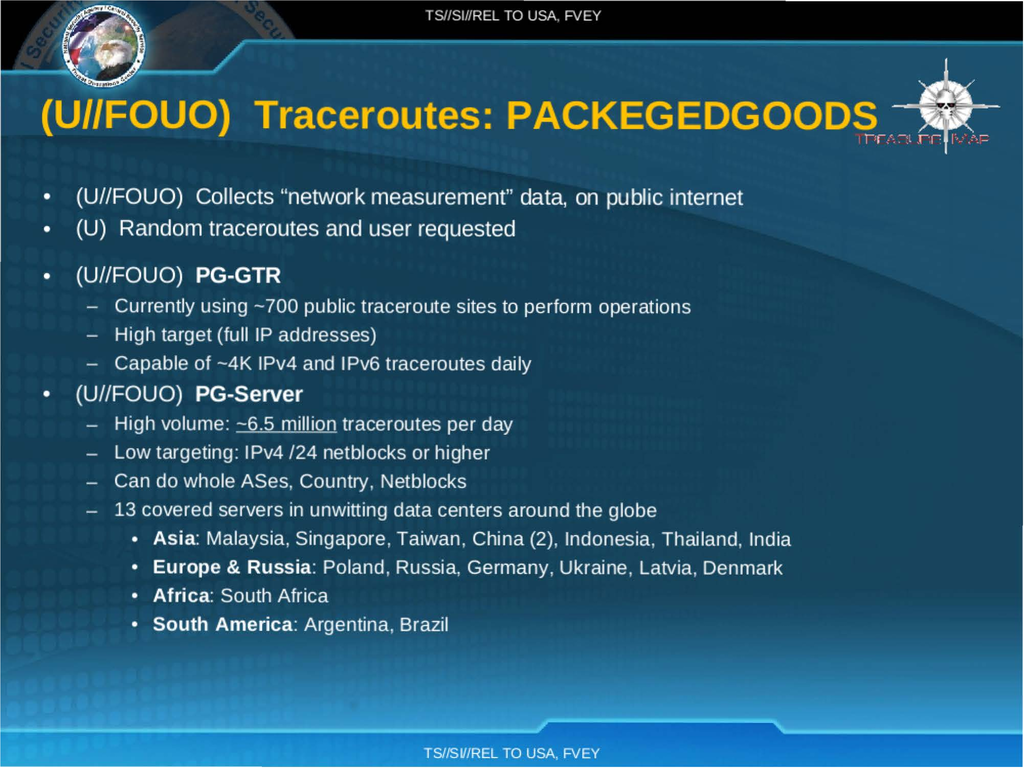 TS//SI//REL TO USA, FVEY
(U//FOUO) Traceroutes: PACKEGEDGOODS
TREASURE MAP
• (U//FOUO) Collects “network measurement” data, on public internet
• (U) Random traceroutes and user requested
• (U//FOUO) PG-GTR
– Currently using ~700 public traceroute sites to perform operations
– High target (full IP addresses)
– Capable of ~4K IPv4 and IPv6 traceroutes daily
• (U//FOUO) PG-Server
– High volume: ~6.5 million traceroutes per day
– Low targeting: IPv4 /24 netblocks or higher
– Can do whole ASes, Country, Netblocks
– 13 covered servers in unwitting data centers around the globe
• Asia: Malaysia, Singapore, Taiwan, China (2), Indonesia, Thailand, India
• Europe & Russia: Poland, Russia, Germany, Ukraine, Latvia, Denmark
• Africa: South Africa
• South America: Argentina, Brazil
TS//SI//REL TO USA, FVEY